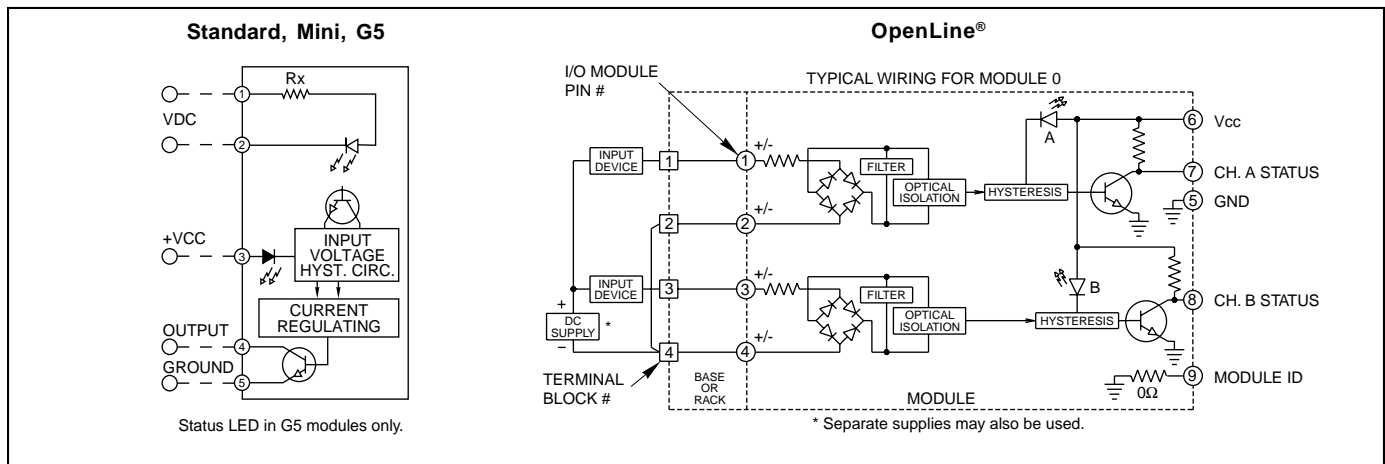 Standard, Mini, G5
Rx
1
VDC
2
+VCC
3
INPUT
VOLTAGE
HYST. CIRC.
CURRENT
REGULATING
OUTPUT
4
GROUND
5
Status LED in G5 modules only.
OpenLine®
I/O MODULE
PIN #
TYPICAL WIRING FOR MODULE 0
INPUT
DEVICE
1
1
+/-
FILTER
OPTICAL
ISOLATION
HYSTERESIS
A
6
Vcc
7
CH. A STATUS
5
GND
2
2
+/-
INPUT
DEVICE
3
3
+/-
FILTER
OPTICAL
ISOLATION
HYSTERESIS
B
8
CH. B STATUS
+
DC
SUPPLY
*
–
4
4
+/-
TERMINAL
BLOCK #
BASE
OR
RACK
MODULE
0Ω
9
MODULE ID
* Separate supplies may also be used.